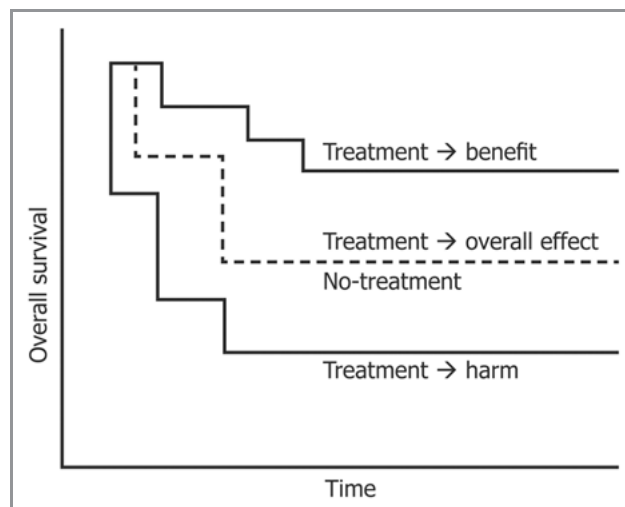 Overall survival
Treatment → benefit
Treatment → overall effect
No-treatment
Treatment → harm
Time